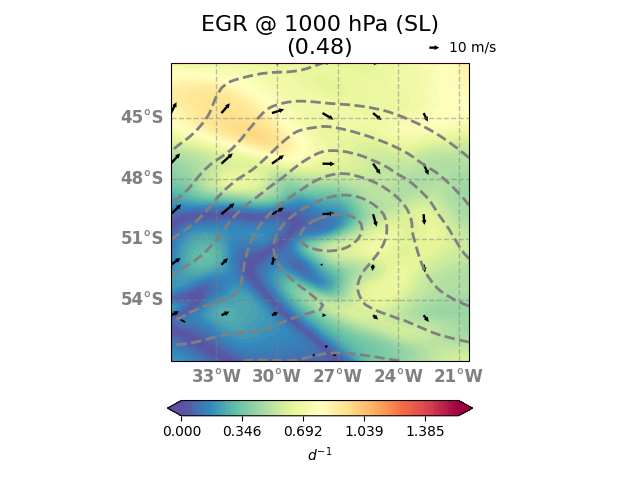 EGR @ 1000 hPa (SL)
(0.48)
10 m/s
45°S
48°S
51°S
54°S
33°W 30°W 27°W 24°W 21°W
0.000 0.346 0.692 1.039 1.385
d⁻¹